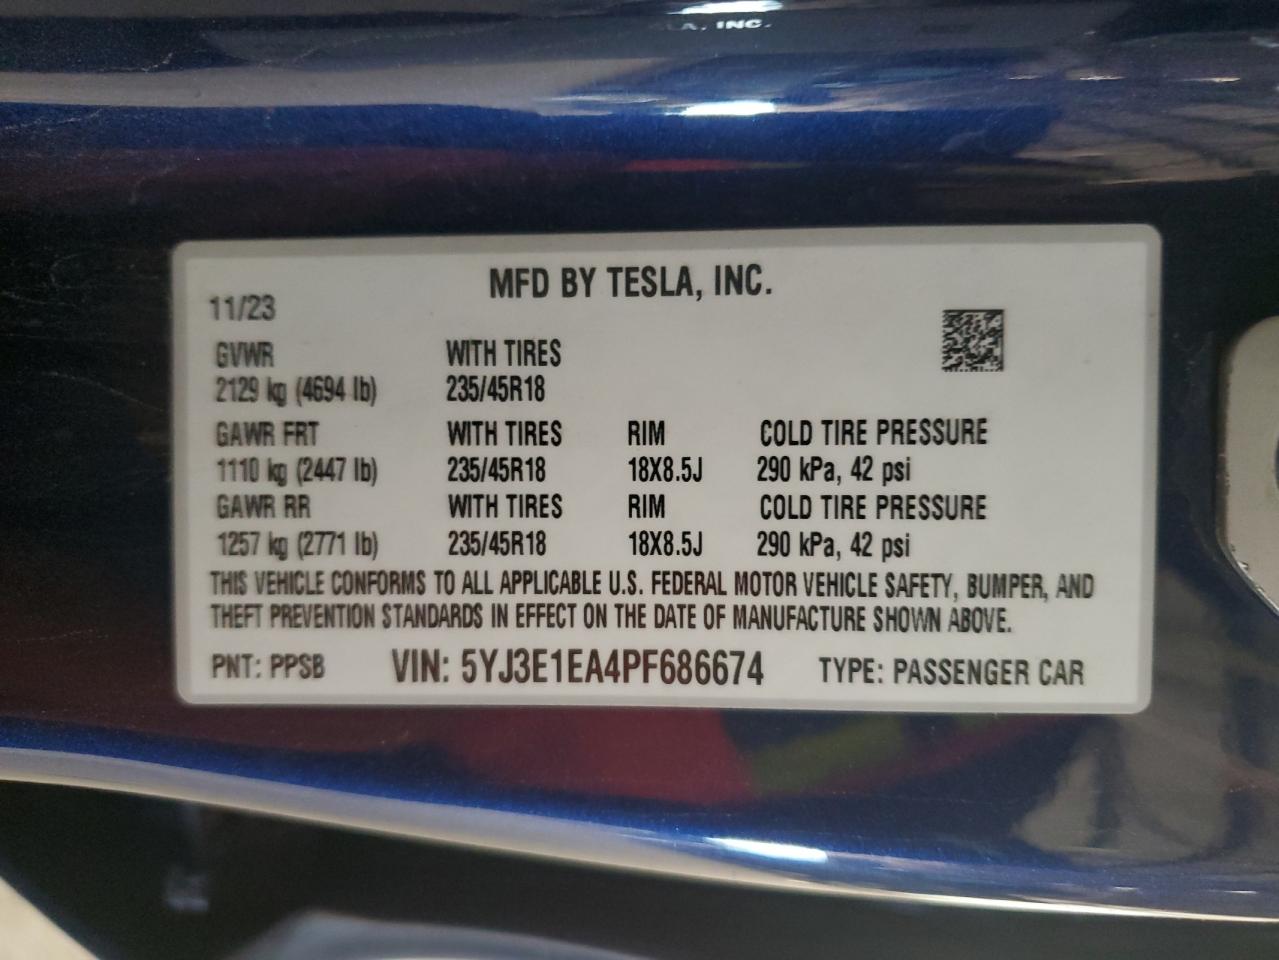 MFD BY TESLA, INC.
11/23
GVWR WITH TIRES
2129 kg (4694 lb) 235/45R18
GAWR FRT WITH TIRES RIM COLD TIRE PRESSURE
1110 kg (2447 lb) 235/45R18 18X8.5J 290 kPa, 42 psi
GAWR RR WITH TIRES RIM COLD TIRE PRESSURE
1257 kg (2771 lb) 235/45R18 18X8.5J 290 kPa, 42 psi
THIS VEHICLE CONFORMS TO ALL APPLICABLE U.S. FEDERAL MOTOR VEHICLE SAFETY, BUMPER, AND
THEFT PREVENTION STANDARDS IN EFFECT ON THE DATE OF MANUFACTURE SHOWN ABOVE.
PNT: PPSB VIN: 5YJ3E1EA4PF686674 TYPE: PASSENGER CAR